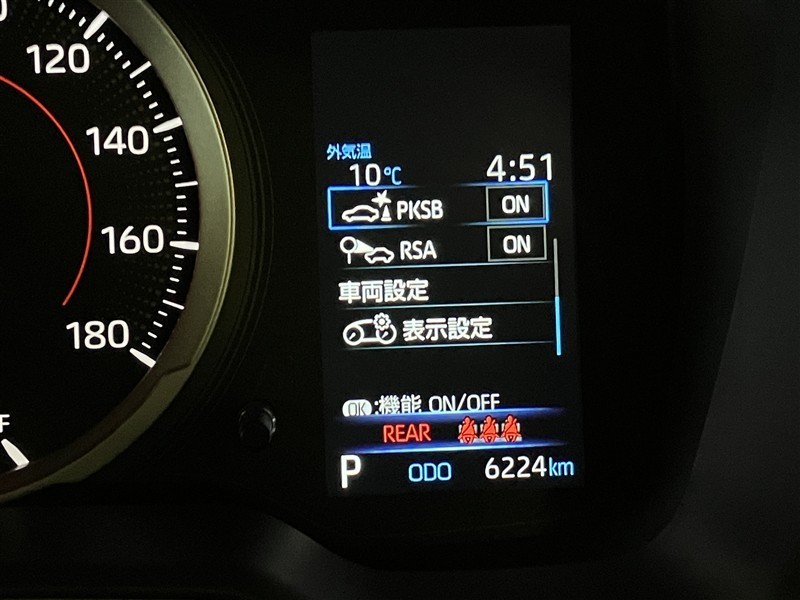 120
140
160
180
外気温
10℃ 4:51
PKSB ON
RSA ON
車両設定
表示設定
OK:機能 ON/OFF
REAR
P ODO 6224km